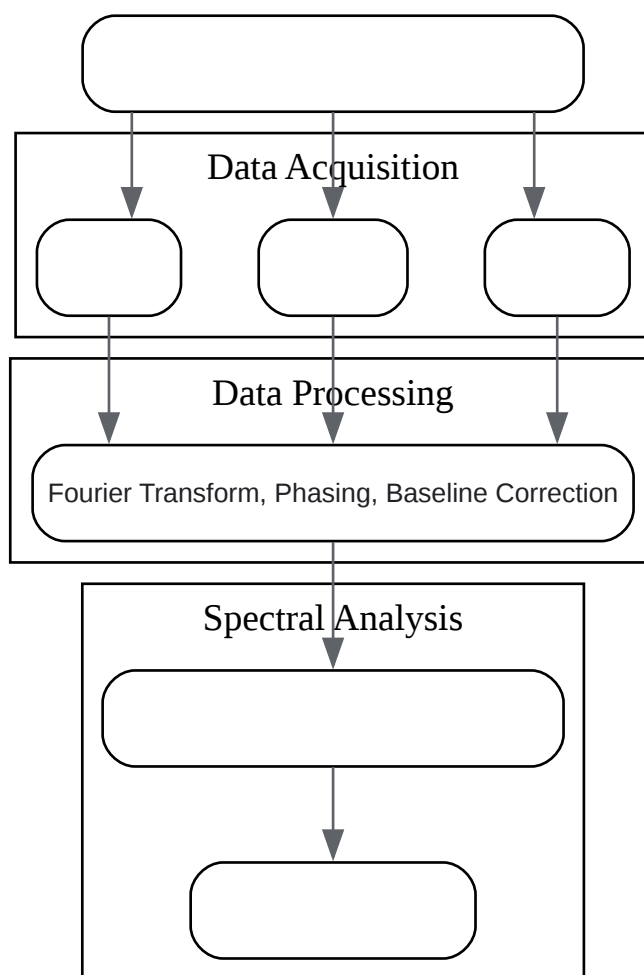 Data Acquisition
Data Processing
Fourier Transform, Phasing, Baseline Correction
Spectral Analysis